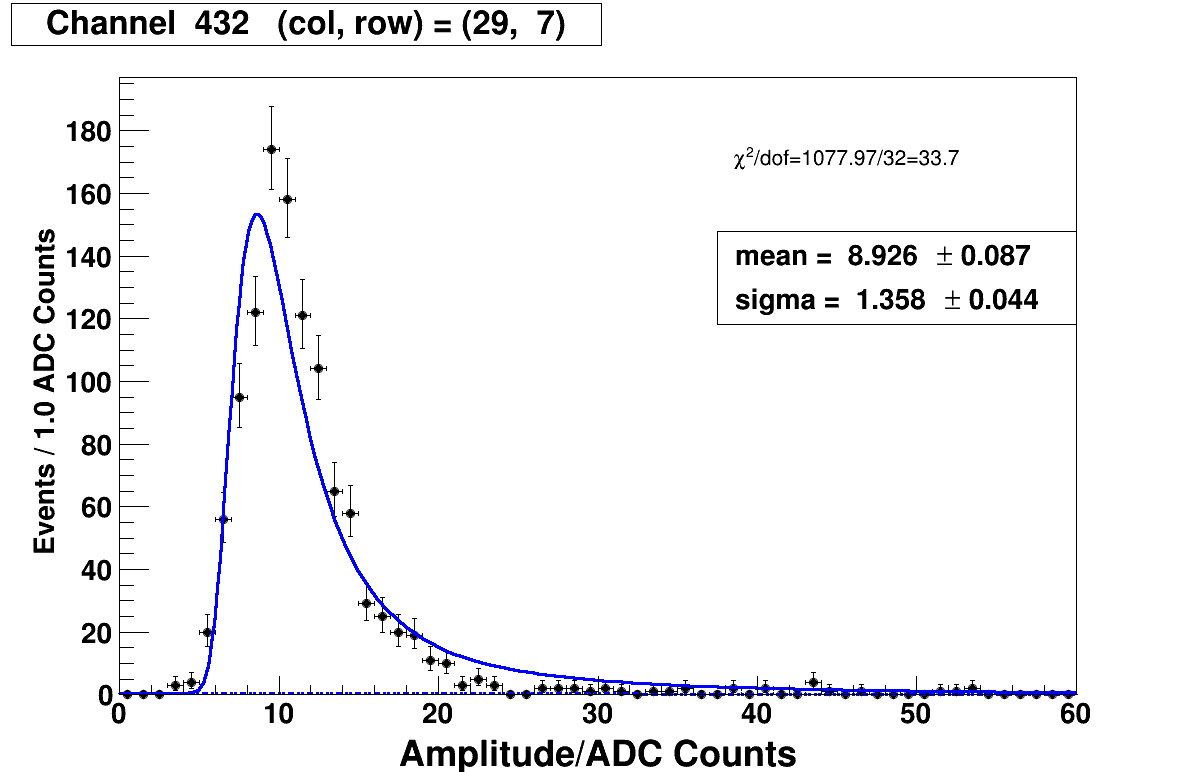 Channel 432 (col, row) = (29, 7)
χ²/dof=1077.97/32=33.7
mean = 8.926 ± 0.087
sigma = 1.358 ± 0.044
Events / 1.0 ADC Counts
180
160
140
120
100
80
60
40
20
0
0 10 20 30 40 50 60
Amplitude/ADC Counts